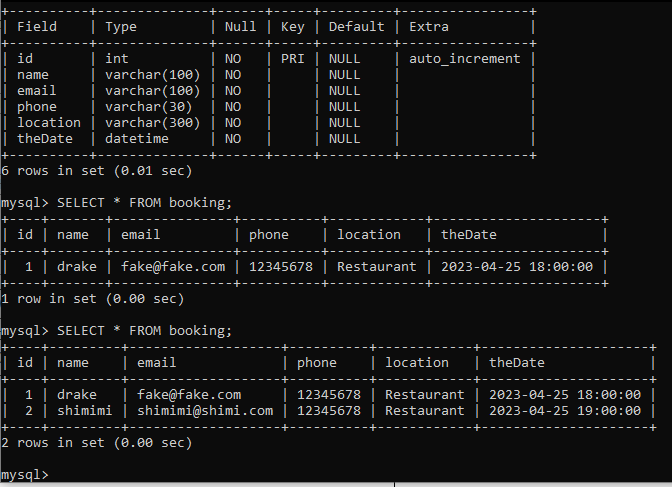 +----------+--------------+------+-----+---------+----------------+
| Field    | Type         | Null | Key | Default | Extra          |
+----------+--------------+------+-----+---------+----------------+
| id       | int          | NO   | PRI | NULL    | auto_increment |
| name     | varchar(100) | NO   |     | NULL    |                |
| email    | varchar(100) | NO   |     | NULL    |                |
| phone    | varchar(30)  | NO   |     | NULL    |                |
| location | varchar(300) | NO   |     | NULL    |                |
| theDate  | datetime     | NO   |     | NULL    |                |
+----------+--------------+------+-----+---------+----------------+
6 rows in set (0.01 sec)
mysql> SELECT * FROM booking;
+----+-------+---------------+----------+------------+---------------------+
| id | name  | email         | phone    | location   | theDate             |
+----+-------+---------------+----------+------------+---------------------+
|  1 | drake | fake@fake.com | 12345678 | Restaurant | 2023-04-25 18:00:00 |
+----+-------+---------------+----------+------------+---------------------+
1 row in set (0.00 sec)
mysql> SELECT * FROM booking;
+----+---------+-------------------+----------+------------+---------------------+
| id | name    | email             | phone    | location   | theDate             |
+----+---------+-------------------+----------+------------+---------------------+
|  1 | drake   | fake@fake.com     | 12345678 | Restaurant | 2023-04-25 18:00:00 |
|  2 | shimimi | shimimi@shimi.com | 12345678 | Restaurant | 2023-04-25 19:00:00 |
+----+---------+-------------------+----------+------------+---------------------+
2 rows in set (0.00 sec)
mysql>